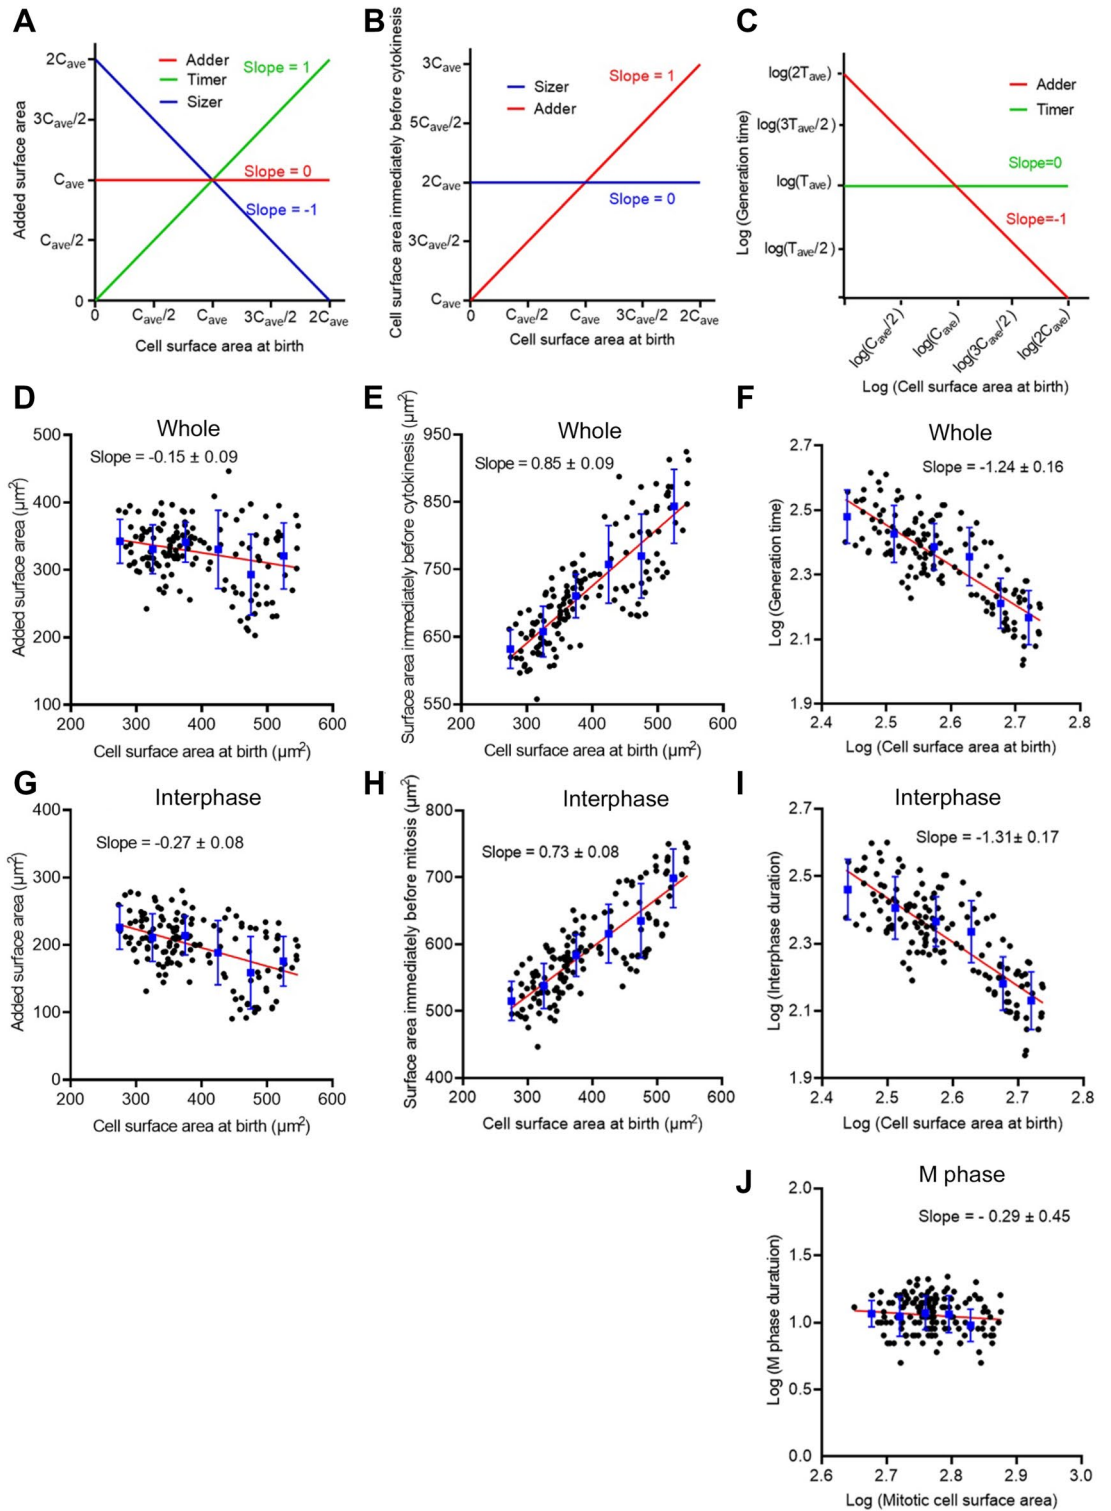 A
Added surface area
2Cave
3Cave/2
Cave
Cave/2
0
Adder
Timer
Sizer
Slope = 1
Slope = 0
Slope = -1
0
Cave/2
Cave
3Cave/2
2Cave
Cell surface area at birth
B
Cell surface area immediately before cytokinesis
3Cave
5Cave/2
2Cave
3Cave/2
Cave
Sizer
Adder
Slope = 1
Slope = 0
0
Cave/2
Cave
3Cave/2
2Cave
Cell surface area at birth
C
Log (Generation time)
log(2Tave)
log(3Tave/2)
log(Tave)
log(Tave/2)
Adder
Timer
Slope=0
Slope=-1
log(Cave/2)
log(Cave)
log(3Cave/2)
log(2Cave)
Log (Cell surface area at birth)
D
Whole
Slope = -0.15 ± 0.09
Added surface area (µm2)
500
400
300
200
100
200
300
400
500
600
Cell surface area at birth (µm2)
E
Whole
Slope = 0.85 ± 0.09
Surface area immediately before cytokinesis (µm2)
950
850
750
650
550
200
300
400
500
600
Cell surface area at birth (µm2)
F
Whole
Slope = -1.24 ± 0.16
Log (Generation time)
2.7
2.5
2.3
2.1
1.9
2.4
2.5
2.6
2.7
2.8
Log (Cell surface area at birth)
G
Interphase
Slope = -0.27 ± 0.08
Added surface area (µm2)
400
300
200
100
0
200
300
400
500
600
Cell surface area at birth (µm2)
H
Interphase
Slope = 0.73 ± 0.08
Surface area immediately before mitosis (µm2)
800
700
600
500
400
200
300
400
500
600
Cell surface area at birth (µm2)
I
Interphase
Slope = -1.31± 0.17
Log (Interphase duration)
2.7
2.5
2.3
2.1
1.9
2.4
2.5
2.6
2.7
2.8
Log (Cell surface area at birth)
J
M phase
Slope = - 0.29 ± 0.45
Log (M phase duratuion)
2.0
1.5
1.0
0.5
0.0
2.6
2.7
2.8
2.9
3.0
Log (Mitotic cell surface area)